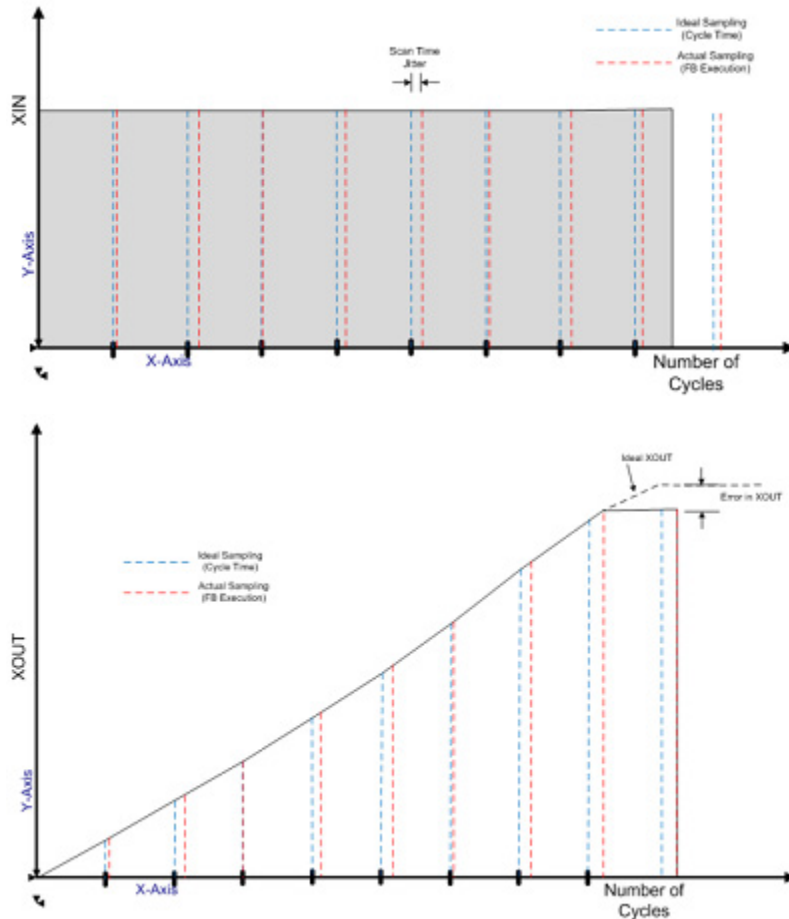 Ideal Sampling
(Cycle Time)
Actual Sampling
(FB Execution)
Scan Time
Jitter
XIN
Y-Axis
X-Axis
Number of
Cycles
Ideal XOUT
Error in XOUT
Ideal Sampling
(Cycle Time)
Actual Sampling
(FB Execution)
XOUT
Y-Axis
X-Axis
Number of
Cycles